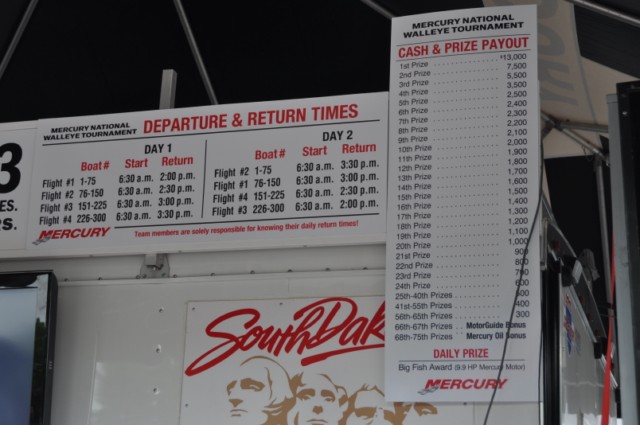 MERCURY NATIONAL
WALLEYE TOURNAMENT
CASH & PRIZE PAYOUT
1st Prize $13,000
2nd Prize 7,500
3rd Prize 5,500
4th Prize 3,500
5th Prize 2,500
6th Prize 2,400
7th Prize 2,300
8th Prize 2,200
9th Prize 2,100
10th Prize 2,000
11th Prize 1,900
12th Prize 1,800
13th Prize 1,700
14th Prize 1,600
15th Prize 1,500
16th Prize 1,400
17th Prize 1,300
18th Prize 1,200
19th Prize 1,100
20th Prize 1,000
21st Prize 900
22nd Prize 800
23rd Prize 700
24th Prize 600
25th-40th Prizes 500
41st-55th Prizes 400
56th-65th Prizes 300
66th-67th Prizes .. MotorGuide Bonus
68th-75th Prizes .. Mercury Oil Bonus
DAILY PRIZE
Big Fish Award (9.9 HP Mercury Motor)
MERCURY
MERCURY NATIONAL
WALLEYE TOURNAMENT
DEPARTURE & RETURN TIMES
DAY 1
Boat # Start Return
Flight #1 1-75 6:30 a.m. 2:00 p.m.
Flight #2 76-150 6:30 a.m. 2:30 p.m.
Flight #3 151-225 6:30 a.m. 3:00 p.m.
Flight #4 226-300 6:30 a.m. 3:30 p.m.
DAY 2
Boat # Start Return
Flight #2 1-75 6:30 a.m. 3:30 p.m.
Flight #1 76-150 6:30 a.m. 3:00 p.m.
Flight #4 151-225 6:30 a.m. 2:30 p.m.
Flight #3 226-300 6:30 a.m. 2:00 p.m.
MERCURY
Team members are solely responsible for knowing their daily return times!
3
ES.
rs.
South Dak